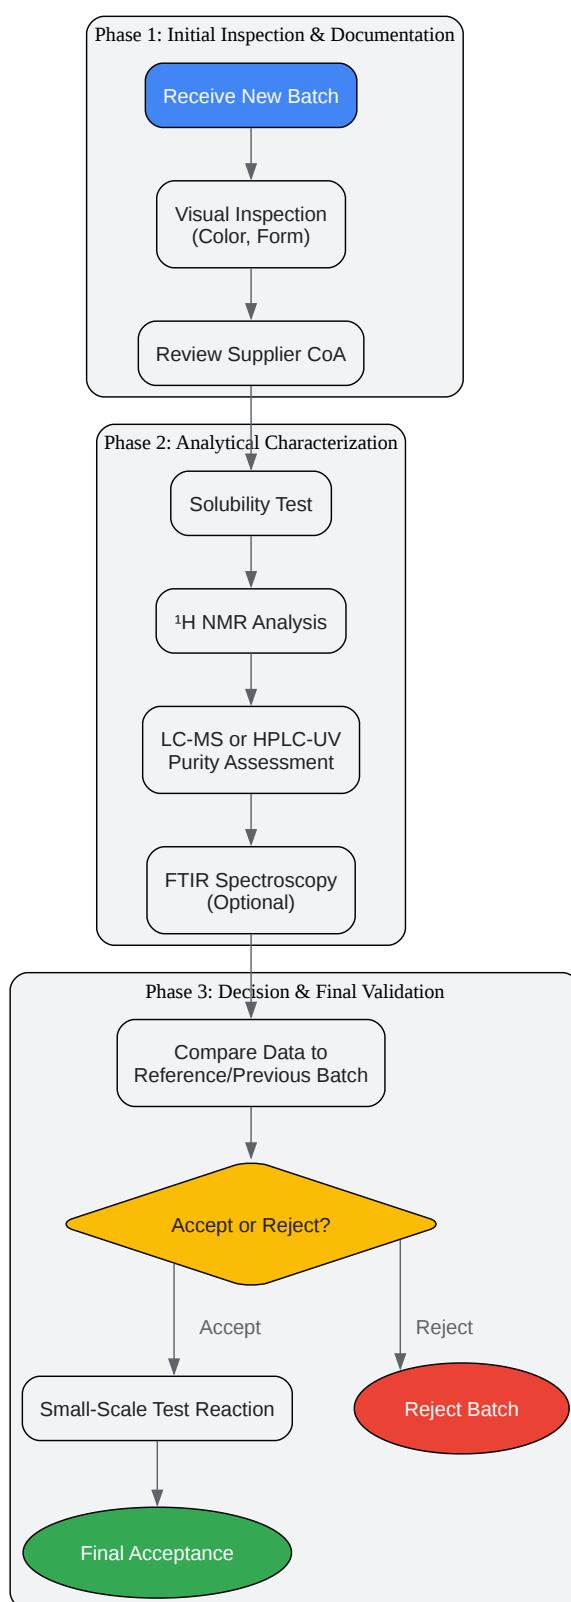 Phase 1: Initial Inspection & Documentation
Receive New Batch
Visual Inspection
(Color, Form)
Review Supplier CoA
Phase 2: Analytical Characterization
Solubility Test
¹H NMR Analysis
LC-MS or HPLC-UV
Purity Assessment
FTIR Spectroscopy
(Optional)
Phase 3: Decision & Final Validation
Compare Data to
Reference/Previous Batch
Accept or Reject?
Accept
Reject
Small-Scale Test Reaction
Reject Batch
Final Acceptance